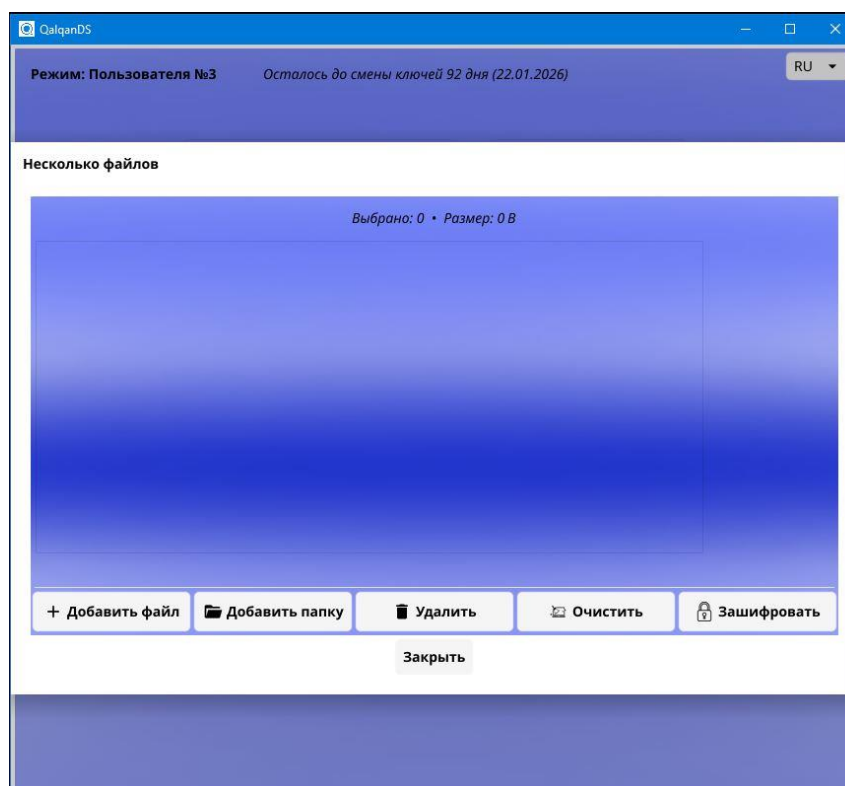 QalqanDS
Режим: Пользователя №3
Осталось до смены ключей 92 дня (22.01.2026)
RU
Несколько файлов
Выбрано: 0 • Размер: 0 B
Добавить файл
Добавить папку
Удалить
Очистить
Зашифровать
Закрыть